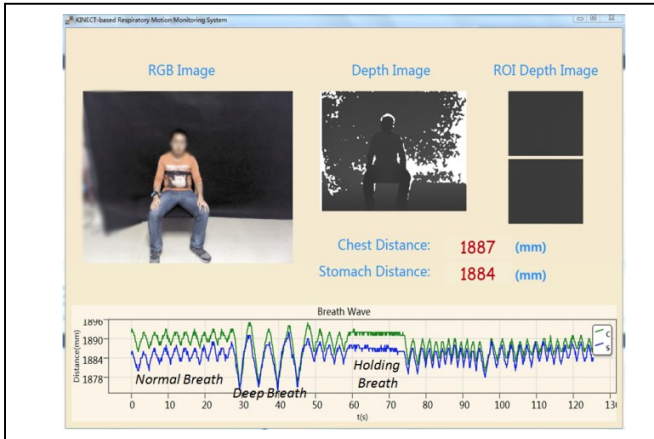 KINECT-based Respiratory Motion Monitoring System
RGB Image
Depth Image
ROI Depth Image
Chest Distance: 1887 (mm)
Stomach Distance: 1884 (mm)
Breath Wave
Distance(mm)
1896
1890
1884
1878
C
S
Normal Breath
Deep Breath
Holding
Breath
0 10 20 30 40 50 60 70 80 90 100 110 120 130
t(s)